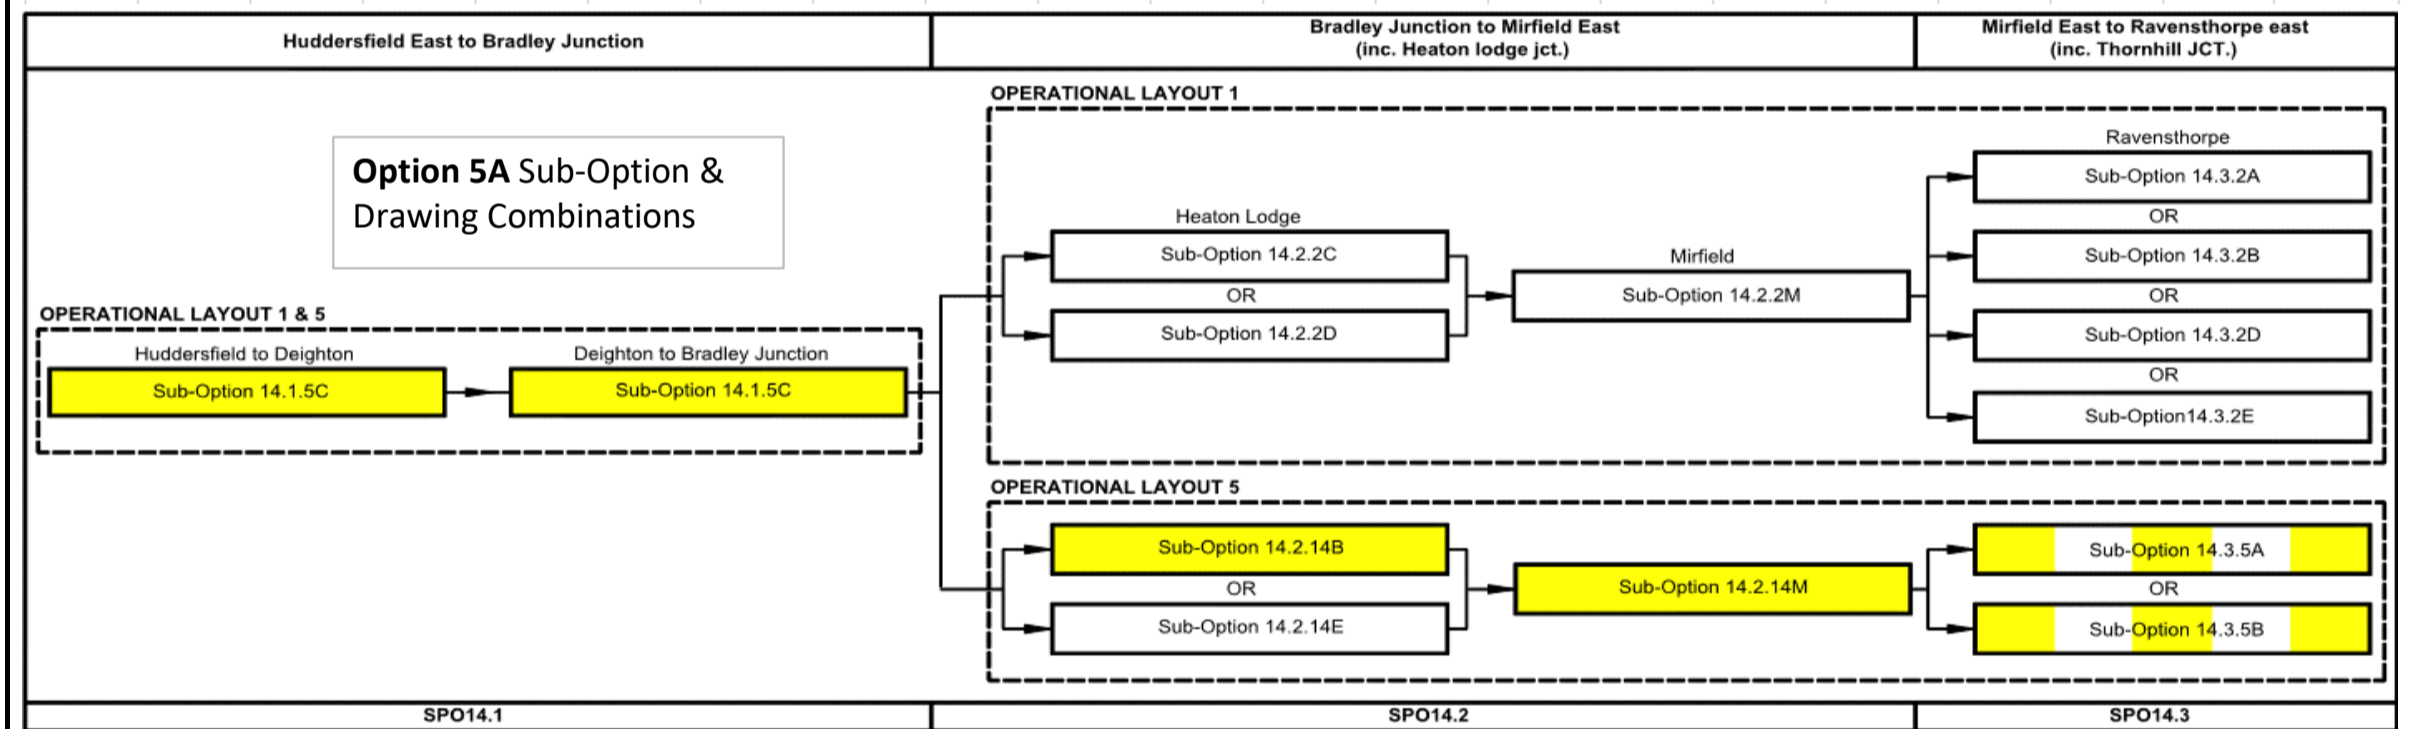 Huddersfield East to Bradley Junction
Bradley Junction to Mirfield East
(inc. Heaton lodge jct.)
Mirfield East to Ravensthorpe east
(inc. Thornhill JCT.)
Option 5A Sub-Option &
Drawing Combinations
OPERATIONAL LAYOUT 1 & 5
Huddersfield to Deighton
Sub-Option 14.1.5C
Deighton to Bradley Junction
Sub-Option 14.1.5C
OPERATIONAL LAYOUT 1
Heaton Lodge
Sub-Option 14.2.2C
OR
Sub-Option 14.2.2D
Mirfield
Sub-Option 14.2.2M
Ravensthorpe
Sub-Option 14.3.2A
OR
Sub-Option 14.3.2B
OR
Sub-Option 14.3.2D
OR
Sub-Option14.3.2E
OPERATIONAL LAYOUT 5
Sub-Option 14.2.14B
OR
Sub-Option 14.2.14E
Sub-Option 14.2.14M
Sub-Option 14.3.5A
OR
Sub-Option 14.3.5B
SPO14.1
SPO14.2
SPO14.3